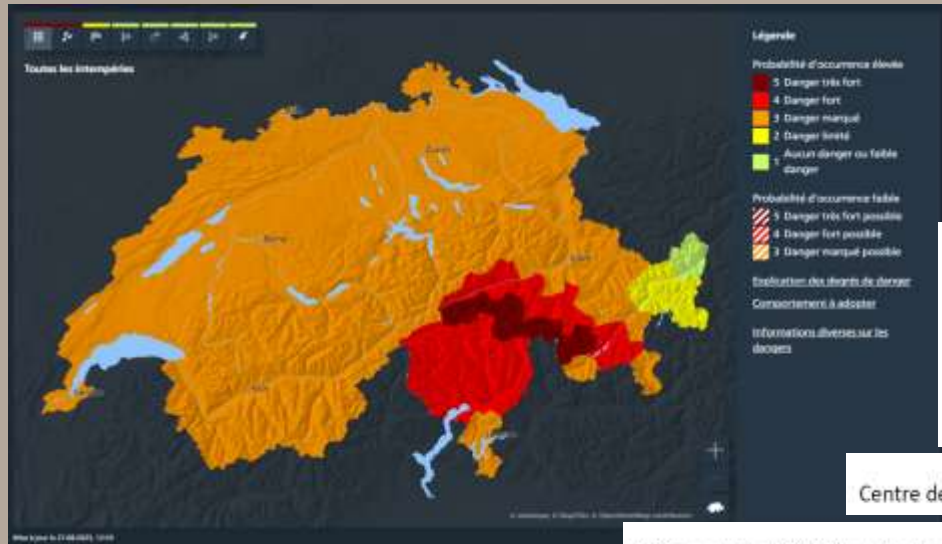 Toutes les intempéries
Légende
Probabilité d'occurrence élevée
5 Danger très fort
4 Danger fort
3 Danger marqué
2 Danger limité
1 Aucun danger ou faible
danger
Probabilité d'occurrence faible
5 Danger très fort possible
4 Danger fort possible
3 Danger marqué possible
Explication des degrés de danger
Comportement à adopter
Informations diverses sur les
dangers
Zurich
Centre de